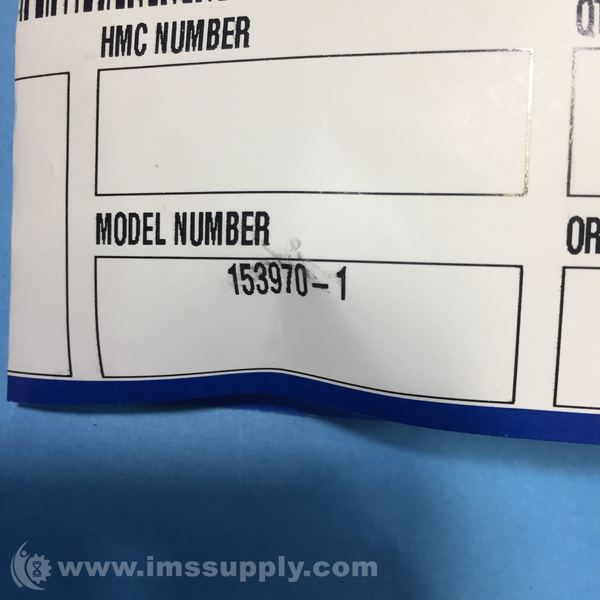 HMC NUMBER
MODEL NUMBER
153970-1
www.imssupply.com